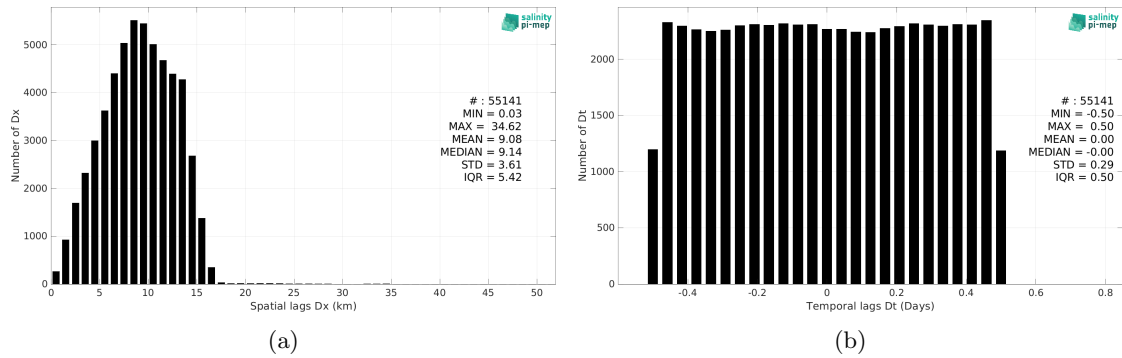 salinity
pi-mep
5000
4000
3000
2000
1000
0
Number of Dx
# : 55141
MIN = 0.03
MAX = 34.62
MEAN = 9.08
MEDIAN = 9.14
STD = 3.61
IQR = 5.42
0 5 10 15 20 25 30 35 40 45 50
Spatial lags Dx (km)
(a)
salinity
pi-mep
2000
1500
1000
500
0
Number of Dt
# : 55141
MIN = -0.50
MAX = 0.50
MEAN = 0.00
MEDIAN = -0.00
STD = 0.29
IQR = 0.50
-0.4 -0.2 0 0.2 0.4 0.6 0.8
Temporal lags Dt (Days)
(b)